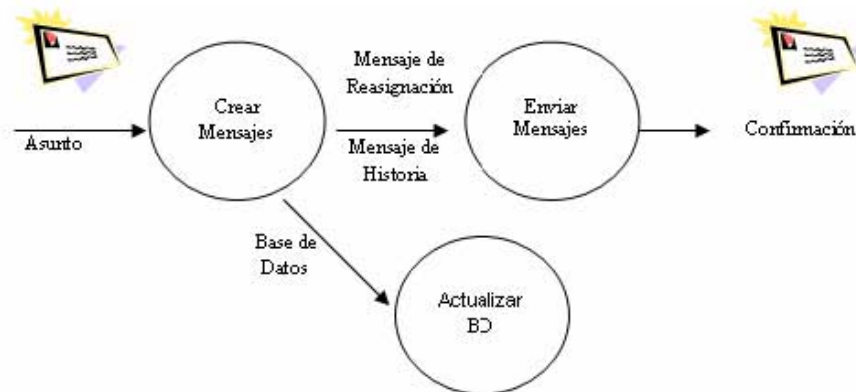 Crear
Mensajes
Asunto
Mensaje de
Reasignación
Mensaje de
Historia
Enviar
Mensajes
Confirmación
Base de
Datos
Actualizar
BD